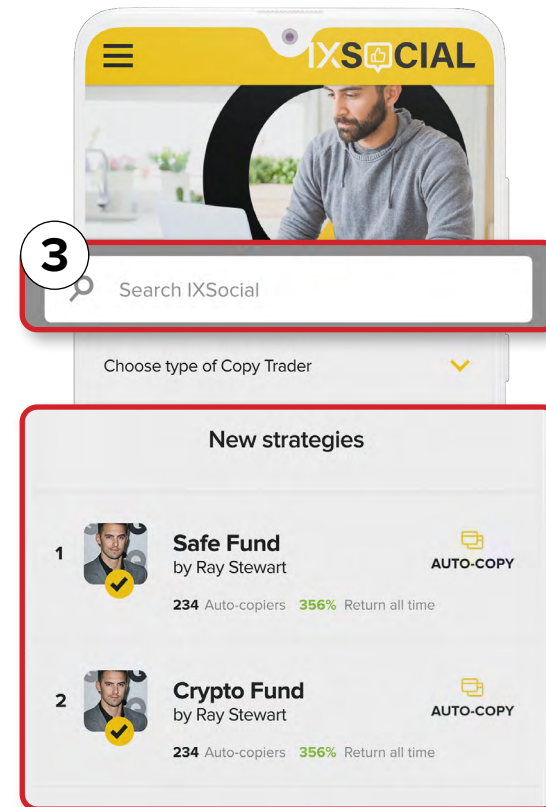 IXSOCIAL
3
Search IXSocial
Choose type of Copy Trader
New strategies
1
Safe Fund
by Ray Stewart
AUTO-COPY
234 Auto-copiers 356% Return all time
2
Crypto Fund
by Ray Stewart
AUTO-COPY
234 Auto-copiers 356% Return all time